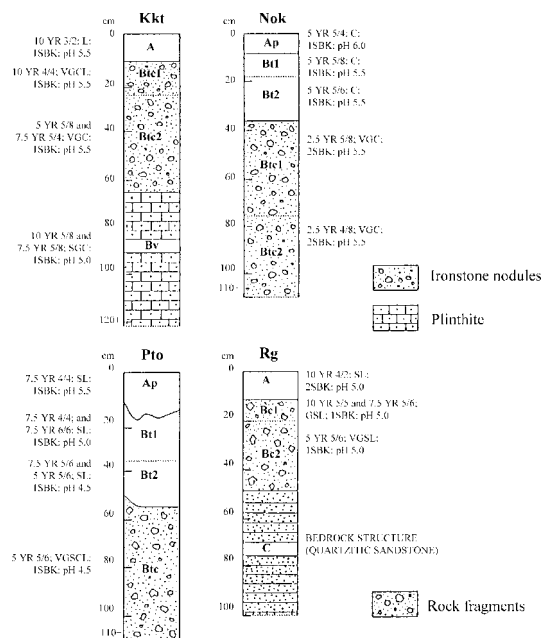 Kkt
cm
0
20
40
60
80
100
120
10 YR 3/2; L:
1SBK: pH 5.5
10 YR 4/4; VGCL:
1SBK: pH 5.5
5 YR 5/8 and
7.5 YR 5/4; VGC:
1SBK: pH 5.5
10 YR 5/8 and
7.5 YR 5/8; SGC:
1SBK: pH 5.0
A
Btc1
Btc2
Bv
Nok
cm
0
20
40
60
80
100
110
Ap
Bt1
Bt2
Btc1
Btc2
5 YR 5/4; C:
1SBK: pH 6.0
5 YR 5/8; C:
1SBK: pH 5.5
5 YR 5/6; C:
1SBK: pH 5.5
2.5 YR 5/8; VGC:
2SBK: pH 5.5
2.5 YR 4/8; VGC:
2SBK: pH 5.5
Ironstone nodules
Plinthite
Pto
cm
0
20
40
60
80
100
110
7.5 YR 4/4; SL:
1SBK: pH 5.5
7.5 YR 4/4; and
7.5 YR 6/6; SL:
1SBK: pH 5.0
7.5 YR 5/6 and
5 YR 5/6; SL:
1SBK: pH 4.5
5 YR 5/6; VGSCL:
1SBK: pH 4.5
Ap
Bt1
Bt2
Btc
Rg
cm
0
20
40
60
80
100
A
Bc1
Bc2
C
10 YR 4/2; SL:
2SBK: pH 5.0
10 YR 5/5 and 7.5 YR 5/6;
GSL: 1SBK: pH 5.0
5 YR 5/6; VGSL:
1SBK: pH 5.0
BEDROCK STRUCTURE
(QUARTZITIC SANDSTONE)
Rock fragments